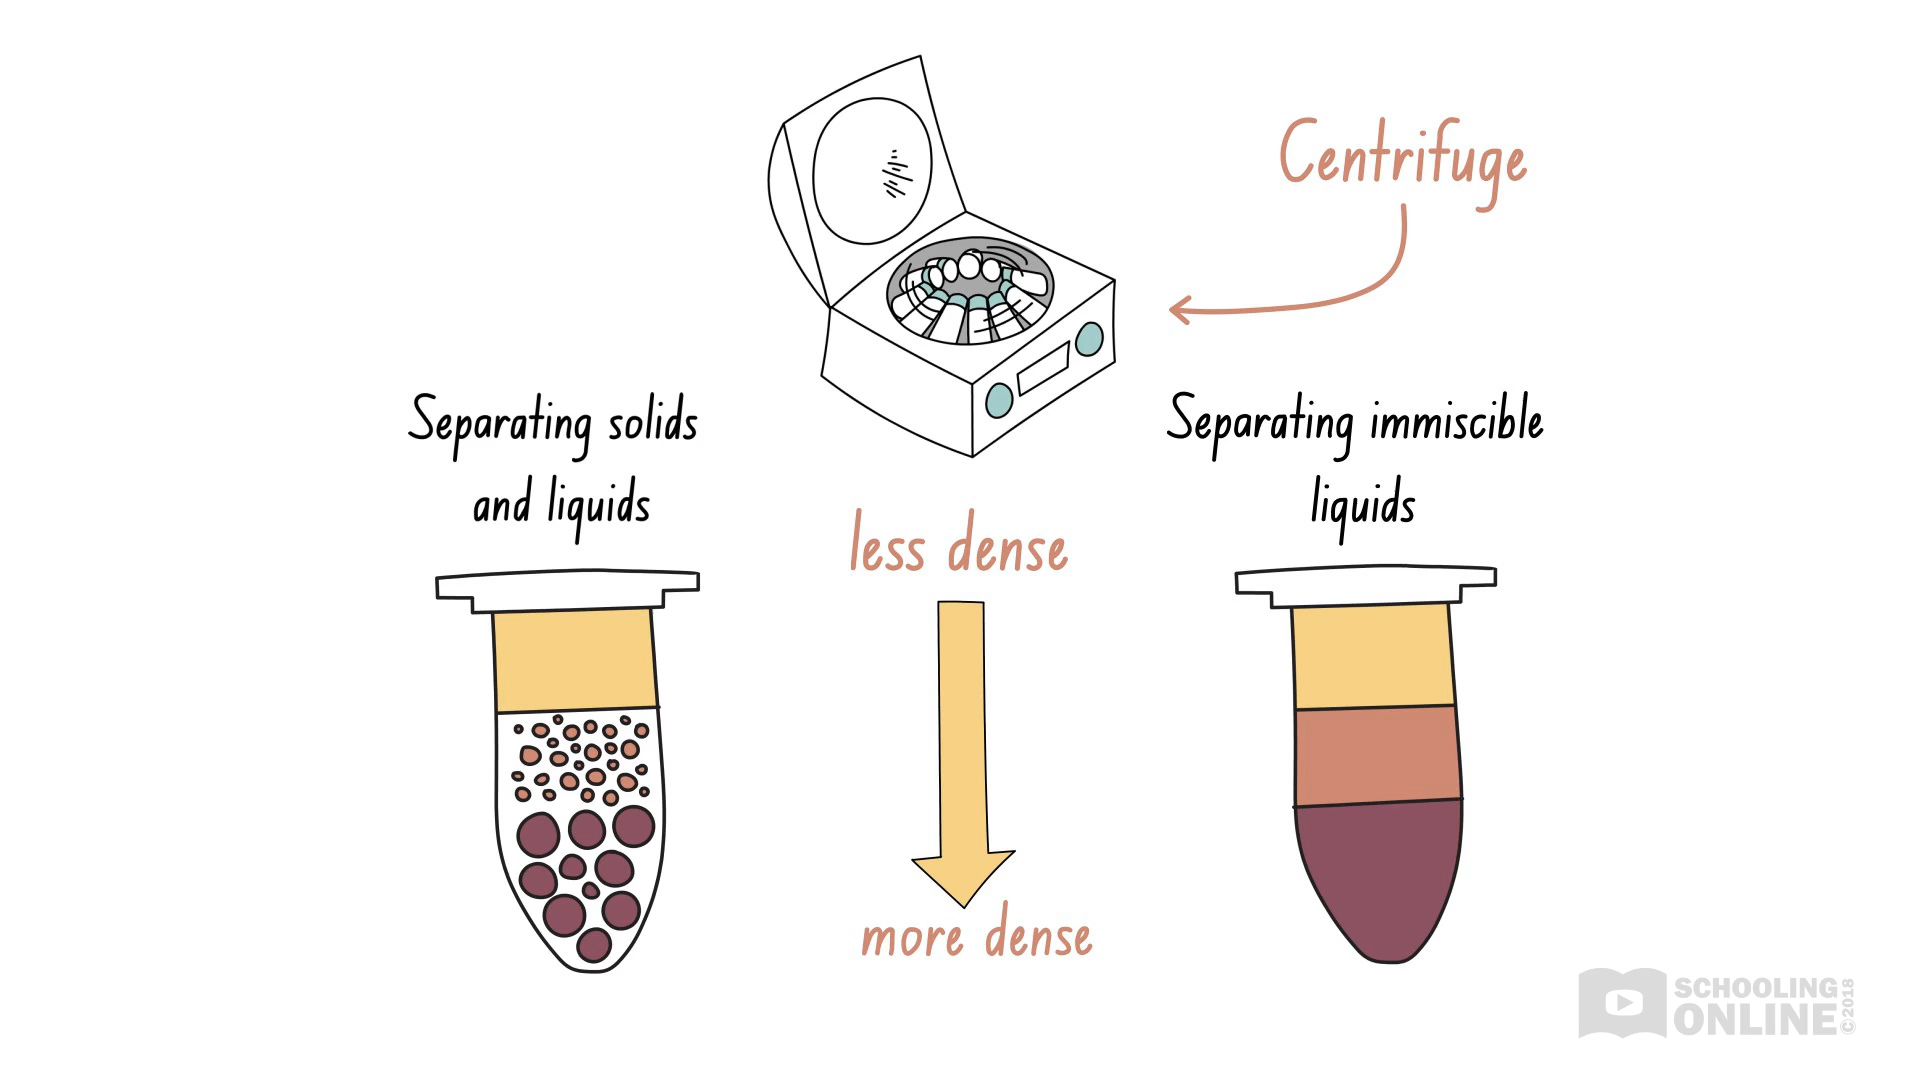 Centrifuge
Separating solids
and liquids
Separating immiscible
liquids
less dense
more dense
SCHOOLING
ONLINE
©2018